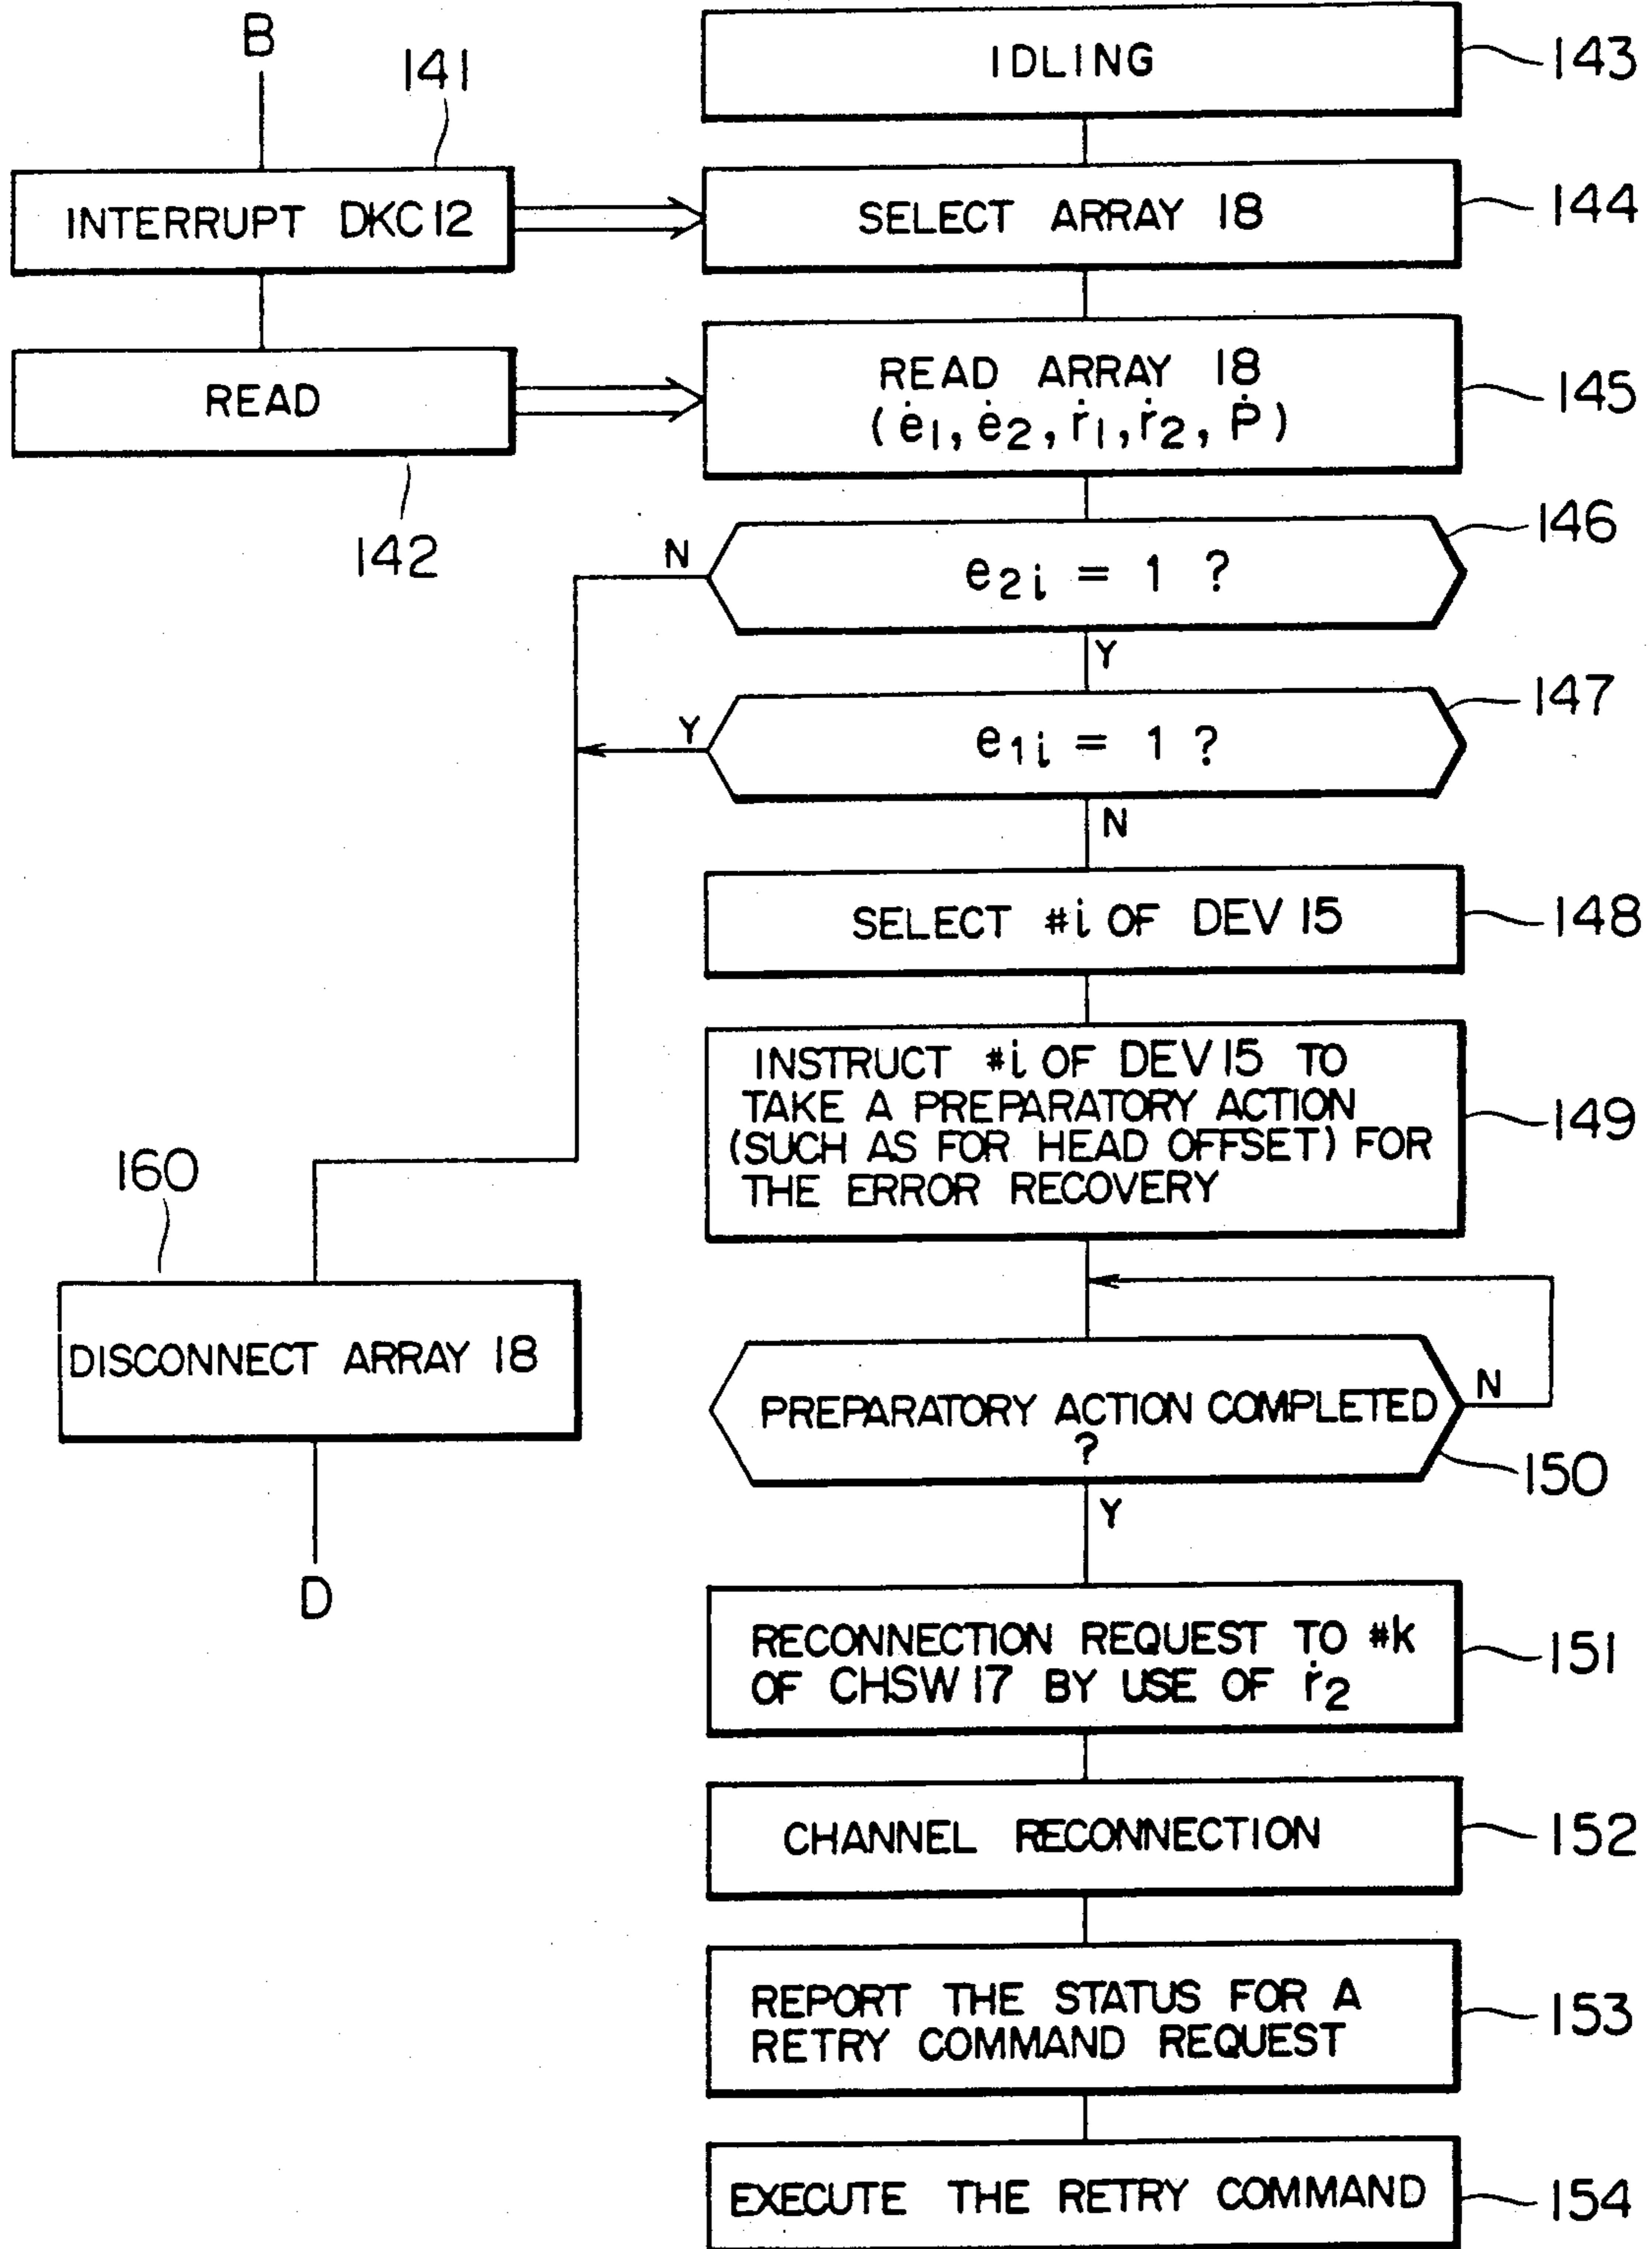 B
141
INTERRUPT DKC 12
READ
142
IDLING
143
SELECT ARRAY 18
144
READ ARRAY 18
(ė₁, ė₂, ṙ₁, ṙ₂, Ṗ)
145
e₂ᵢ = 1 ?
146
N
Y
e₁ᵢ = 1 ?
147
Y
N
SELECT #i OF DEV 15
148
INSTRUCT #i OF DEV 15 TO
TAKE A PREPARATORY ACTION
(SUCH AS FOR HEAD OFFSET) FOR
THE ERROR RECOVERY
149
160
DISCONNECT ARRAY 18
D
PREPARATORY ACTION COMPLETED
?
N
150
Y
RECONNECTION REQUEST TO #k
OF CHSW 17 BY USE OF ṙ₂
151
CHANNEL RECONNECTION
152
REPORT THE STATUS FOR A
RETRY COMMAND REQUEST
153
EXECUTE THE RETRY COMMAND
154